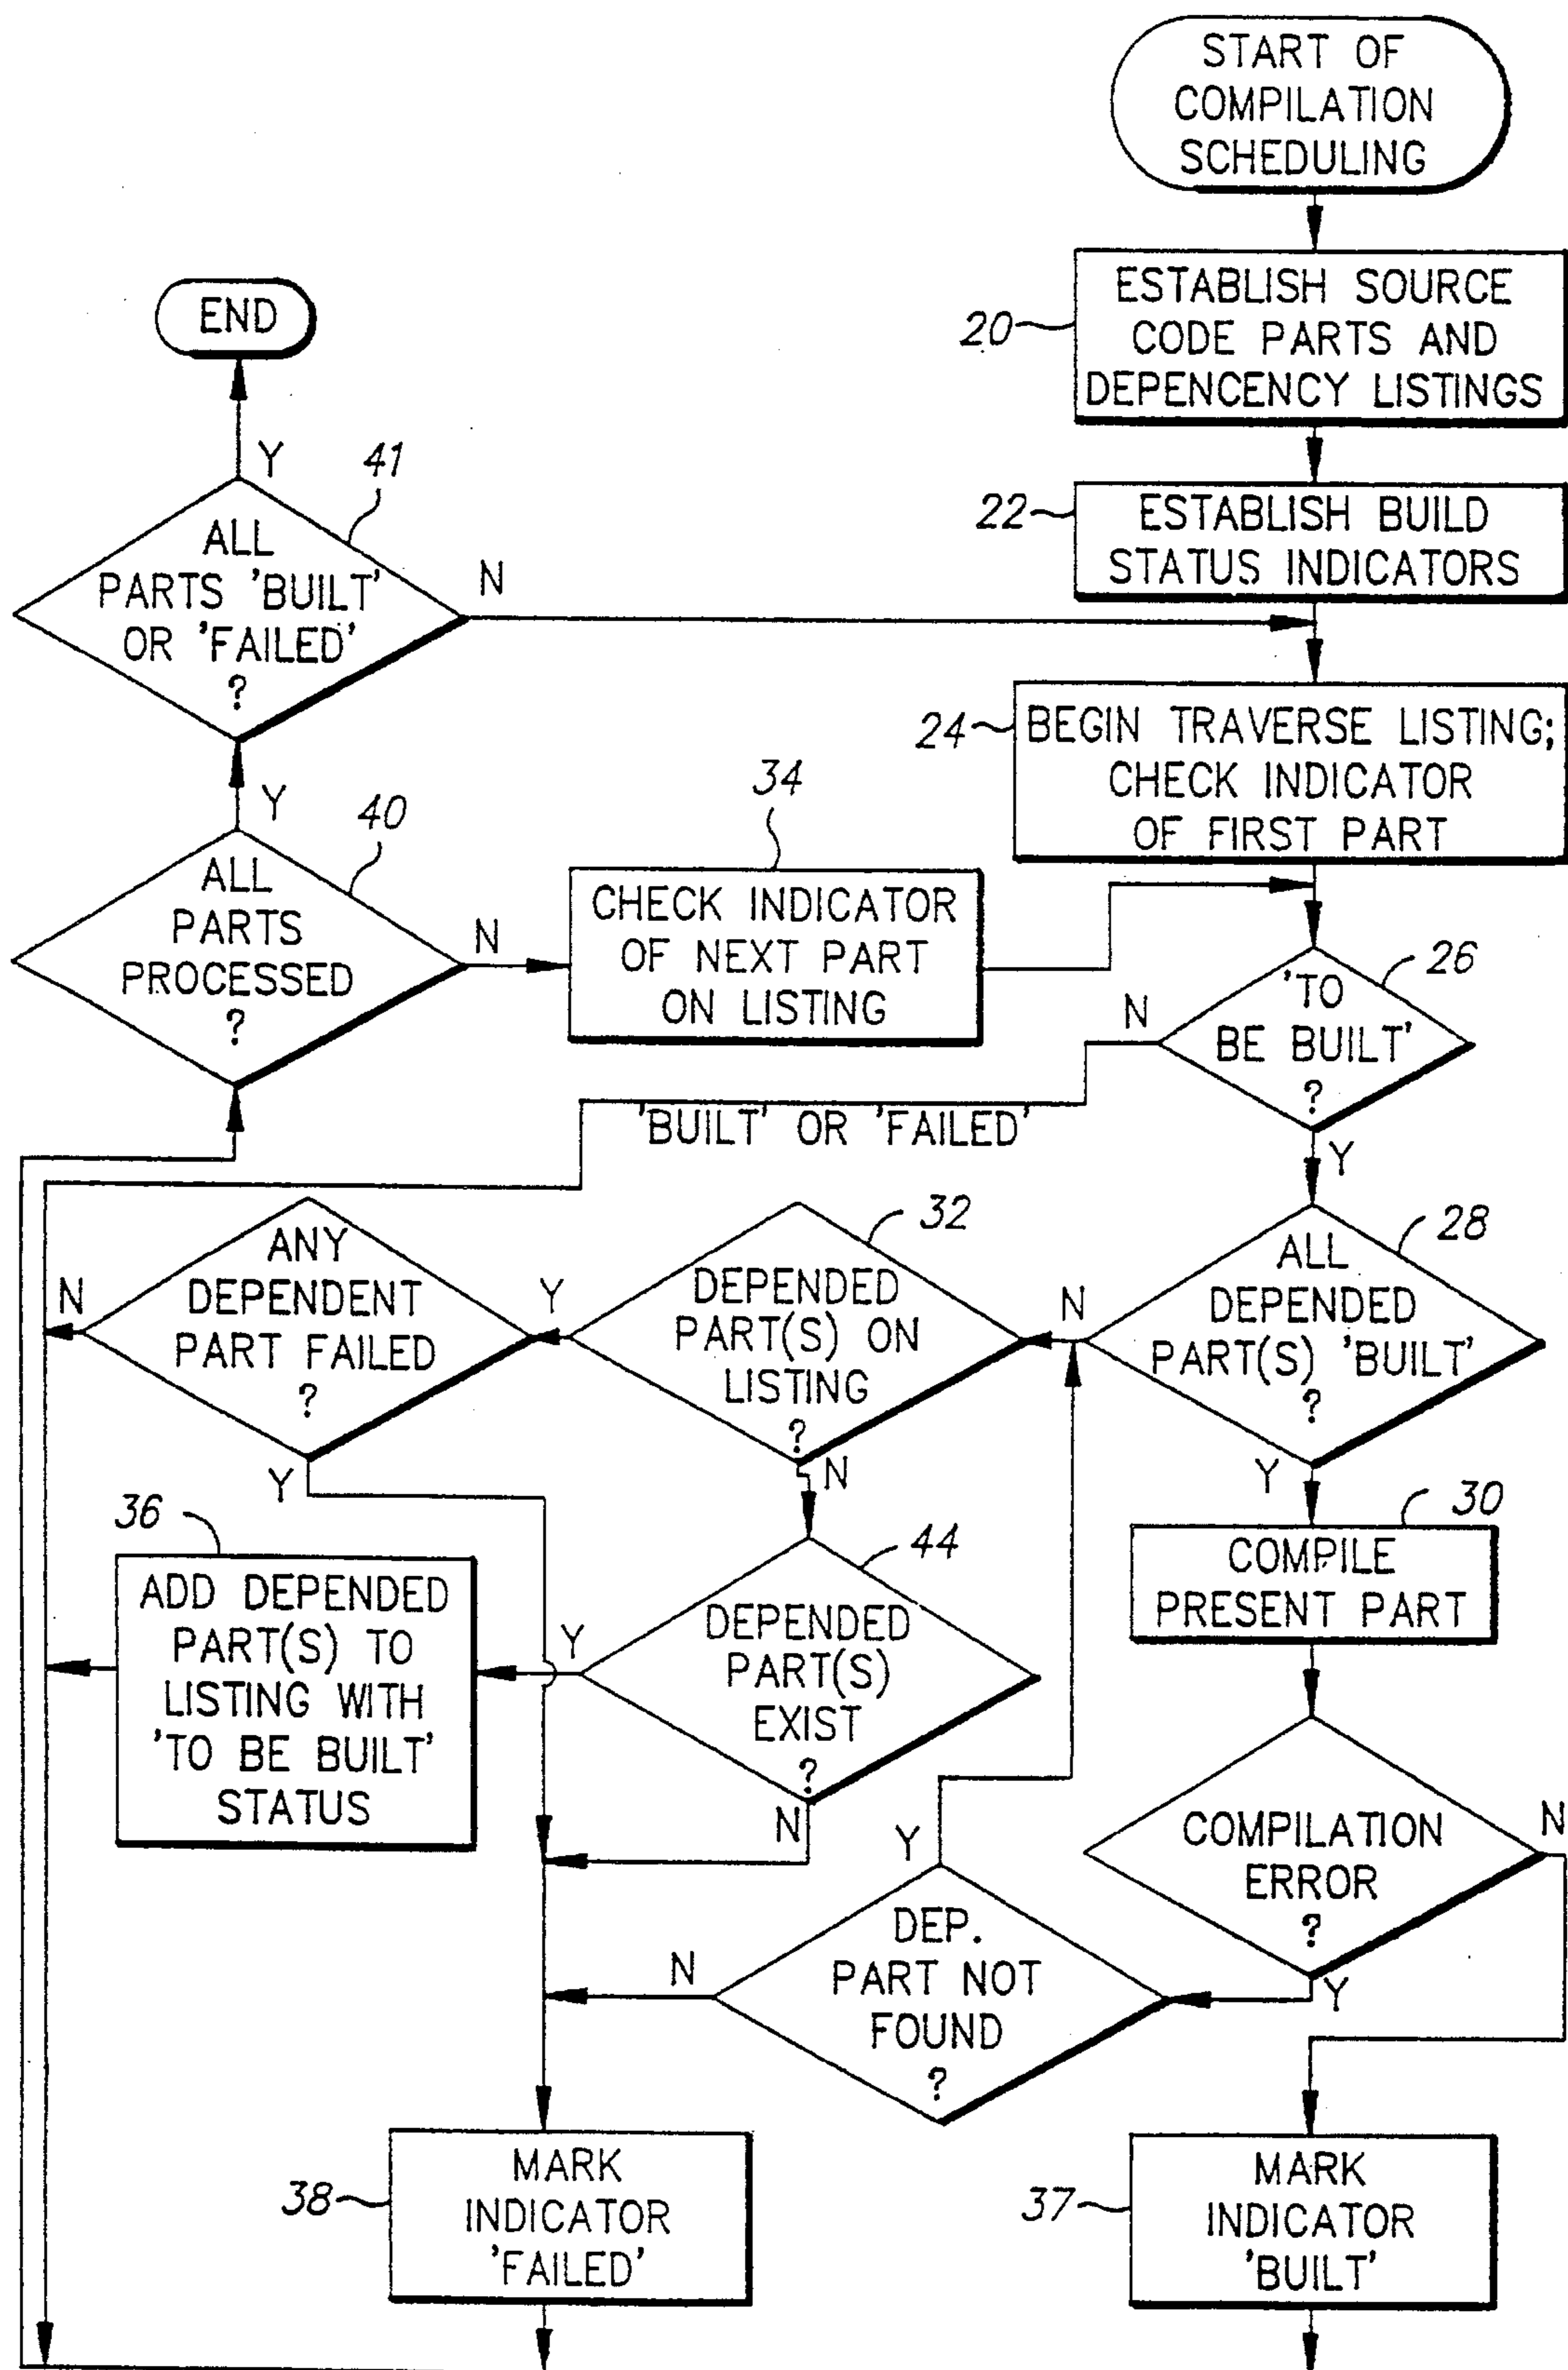 START OF
COMPILATION
SCHEDULING
20
ESTABLISH SOURCE
CODE PARTS AND
DEPENCENCY LISTINGS
END
22
ESTABLISH BUILD
STATUS INDICATORS
Y
41
ALL
PARTS 'BUILT'
OR 'FAILED'
?
N
24
BEGIN TRAVERSE LISTING;
CHECK INDICATOR
OF FIRST PART
Y
40
ALL
PARTS
PROCESSED
?
N
34
CHECK INDICATOR
OF NEXT PART
ON LISTING
26
'TO
BE BUILT'
?
N
'BUILT' OR 'FAILED'
Y
28
ALL
DEPENDED
PART(S) 'BUILT'
?
N
Y
32
DEPENDED
PART(S) ON
LISTING
?
Y
N
ANY
DEPENDENT
PART FAILED
?
N
Y
30
COMPILE
PRESENT PART
44
DEPENDED
PART(S)
EXIST
?
Y
N
36
ADD DEPENDED
PART(S) TO
LISTING WITH
'TO BE BUILT'
STATUS
COMPILATION
ERROR
?
N
Y
DEP.
PART NOT
FOUND
?
Y
N
38
MARK
INDICATOR
'FAILED'
37
MARK
INDICATOR
'BUILT'